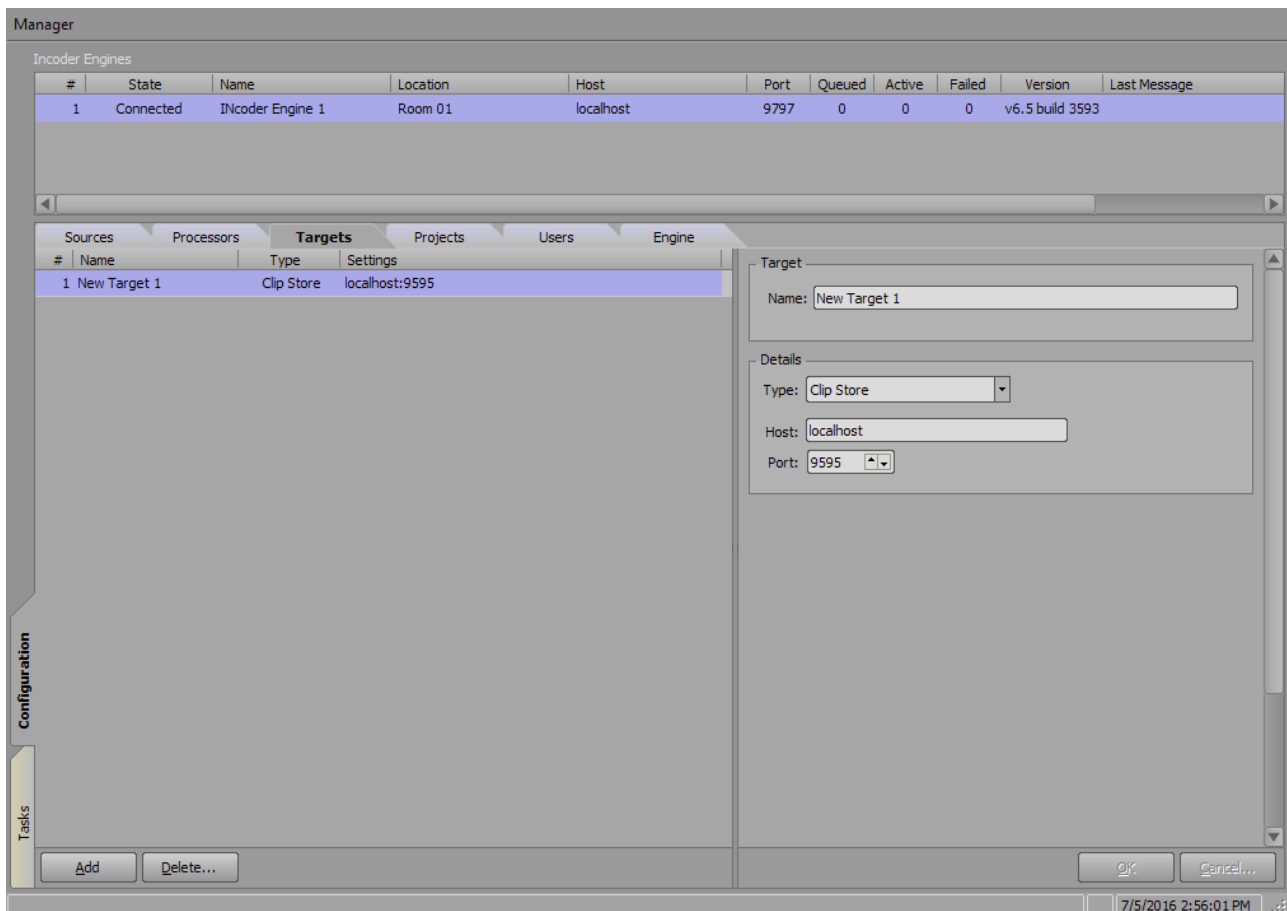 Manager
Incoder Engines
# State Name Location Host Port Queued Active Failed Version Last Message
1 Connected INcoder Engine 1 Room 01 localhost 9797 0 0 0 v6.5 build 3593
Sources Processors Targets Projects Users Engine
# Name Type Settings
1 New Target 1 Clip Store localhost:9595
Target
Name: New Target 1
Details
Type: Clip Store
Host: localhost
Port: 9595
Configuration
Tasks
Add Delete... OK Cancel...
7/5/2016 2:56:01 PM